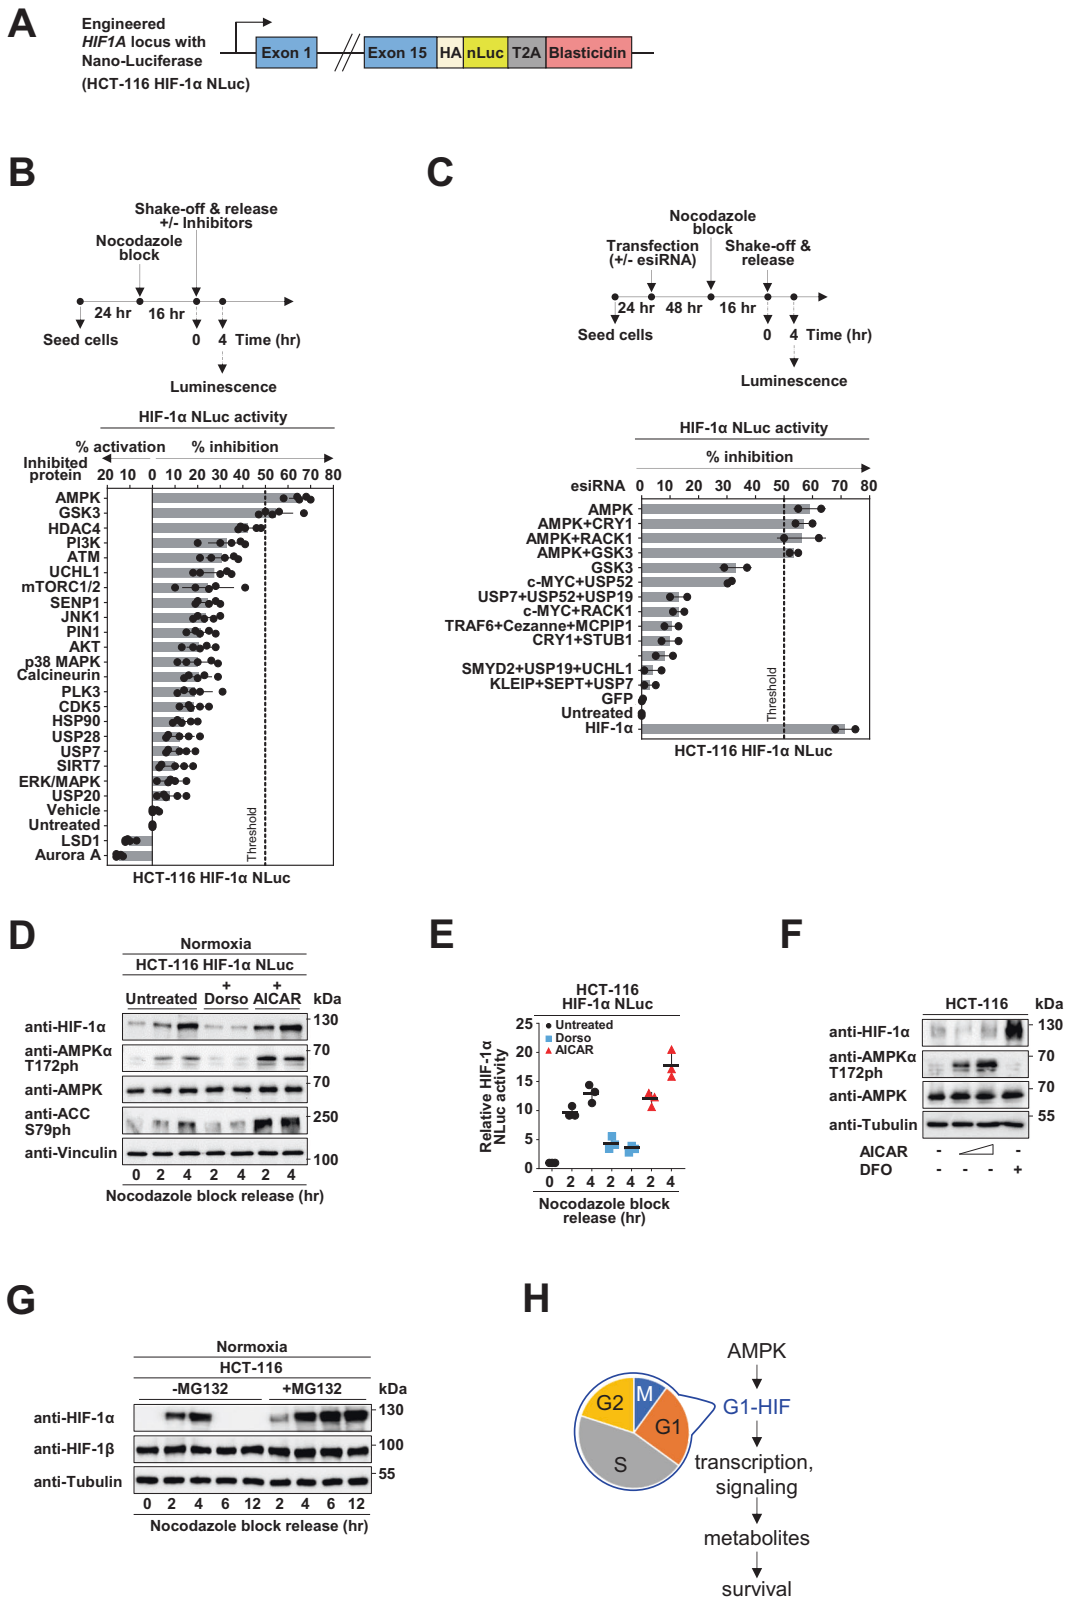 A
Engineered
HIF1A locus with
Nano-Luciferase
(HCT-116 HIF-1α NLuc)
Exon 1
Exon 15
HA
nLuc
T2A
Blasticidin
B
Shake-off & release
+/- Inhibitors
Nocodazole
block
24 hr
16 hr
Seed cells
0
4
Time (hr)
Luminescence
HIF-1α NLuc activity
% activation
% inhibition
Inhibited
protein
20 10 0 10 20 30 40 50 60 70 80
AMPK
GSK3
HDAC4
PI3K
ATM
UCHL1
mTORC1/2
SENP1
JNK1
PIN1
AKT
p38 MAPK
Calcineurin
PLK3
CDK5
HSP90
USP28
USP7
SIRT7
ERK/MAPK
USP20
Vehicle
Untreated
LSD1
Aurora A
Threshold
HCT-116 HIF-1α NLuc
C
Nocodazole
block
Transfection
(+/- esiRNA)
Shake-off &
release
24 hr
48 hr
16 hr
Seed cells
0
4
Time (hr)
Luminescence
HIF-1α NLuc activity
% inhibition
esiRNA
0 10 20 30 40 50 60 70 80
AMPK
AMPK+CRY1
AMPK+RACK1
AMPK+GSK3
GSK3
c-MYC+USP52
USP7+USP52+USP19
c-MYC+RACK1
TRAF6+Cezanne+MCPIP1
CRY1+STUB1
SMYD2+USP19+UCHL1
KLEIP+SEPT+USP7
GFP
Untreated
HIF-1α
Threshold
HCT-116 HIF-1α NLuc
D
Normoxia
HCT-116 HIF-1α NLuc
Untreated
+
Dorso
+
AICAR
kDa
anti-HIF-1α
130
anti-AMPKα
T172ph
70
anti-AMPK
70
anti-ACC
S79ph
250
anti-Vinculin
100
0 2 4 2 4 2 4
Nocodazole block release (hr)
E
HCT-116
HIF-1α NLuc
Untreated
Dorso
AICAR
Relative HIF-1α
NLuc activity
25
20
15
10
5
0
0 2 4 2 4 2 4
Nocodazole block
release (hr)
F
HCT-116
kDa
anti-HIF-1α
130
anti-AMPKα
T172ph
70
anti-AMPK
70
anti-Tubulin
55
AICAR -
DFO - - - +
G
Normoxia
HCT-116
-MG132
+MG132
kDa
anti-HIF-1α
130
anti-HIF-1β
100
anti-Tubulin
55
0 2 4 6 12 2 4 6 12
Nocodazole block release (hr)
H
AMPK
G1-HIF
transcription,
signaling
metabolites
survival
G2
M
G1
S